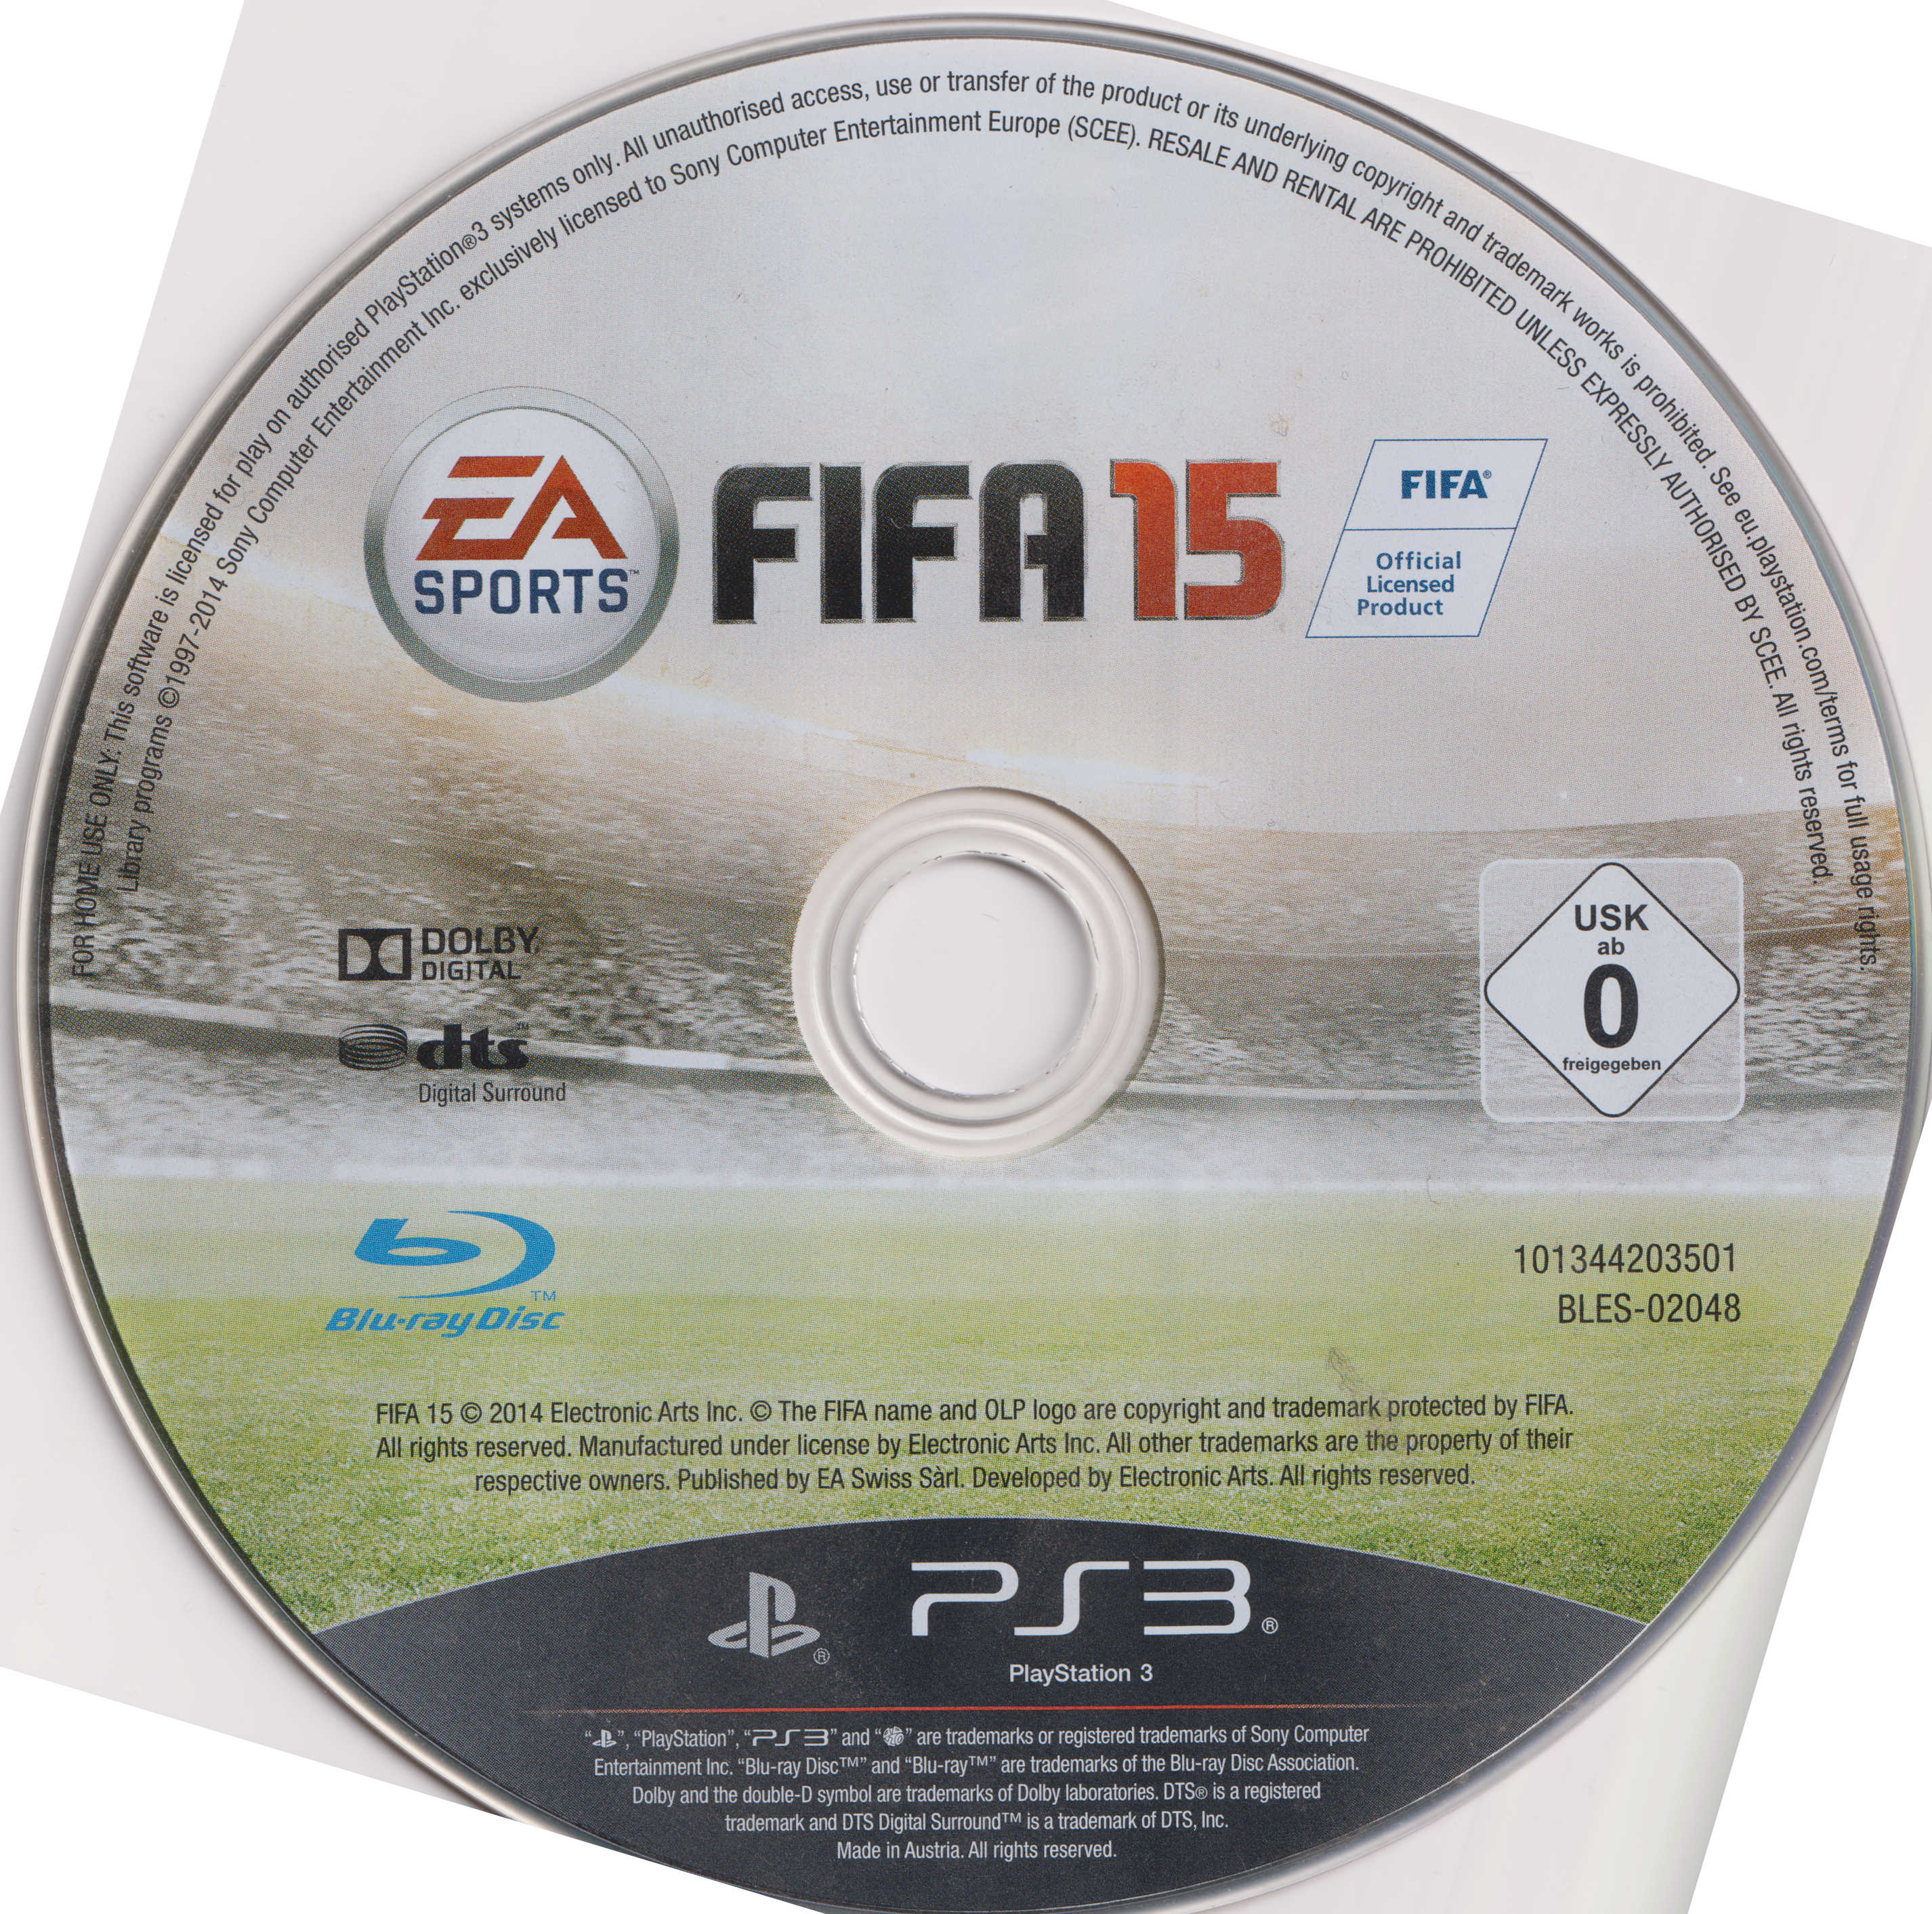 FOR HOME USE ONLY. This software is licensed for play on authorised PlayStation®3 systems only. All unauthorised access, use or transfer of the product or its underlying copyright and trademark works is prohibited. See eu.playstation.com/terms for full usage rights.
Library programs ©1997-2014 Sony Computer Entertainment Inc. exclusively licensed to Sony Computer Entertainment Europe (SCEE). RESALE AND RENTAL ARE PROHIBITED UNLESS EXPRESSLY AUTHORISED BY SCEE. All rights reserved.
EA
SPORTS™
FIFA 15
FIFA®
Official
Licensed
Product
DOLBY
DIGITAL
dts™
Digital Surround
USK
ab
0
freigegeben
Blu-ray Disc™
101344203501
BLES-02048
FIFA 15 © 2014 Electronic Arts Inc. © The FIFA name and OLP logo are copyright and trademark protected by FIFA.
All rights reserved. Manufactured under license by Electronic Arts Inc. All other trademarks are the property of their
respective owners. Published by EA Swiss Sàrl. Developed by Electronic Arts. All rights reserved.
PS3®
®
PlayStation 3
“PS”, “PlayStation”, “PS3” and “” are trademarks or registered trademarks of Sony Computer
Entertainment Inc. “Blu-ray Disc™” and “Blu-ray™” are trademarks of the Blu-ray Disc Association.
Dolby and the double-D symbol are trademarks of Dolby laboratories. DTS® is a registered
trademark and DTS Digital Surround™ is a trademark of DTS, Inc.
Made in Austria. All rights reserved.